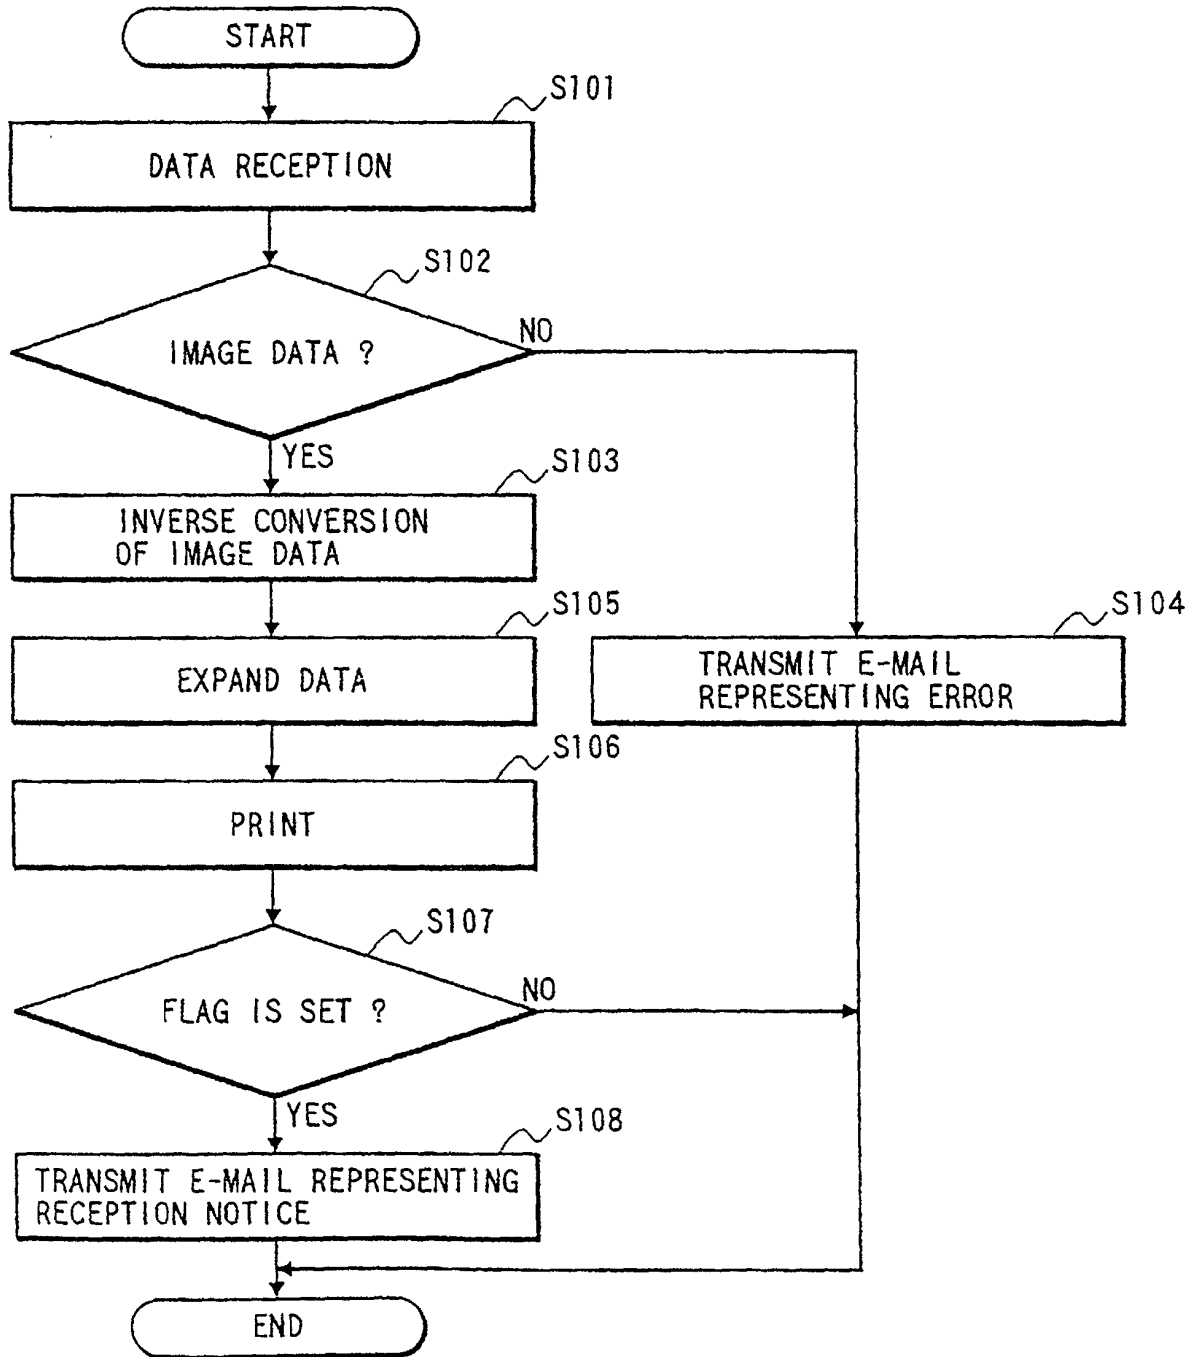 START
S101
DATA RECEPTION
S102
IMAGE DATA ?
NO
YES
S103
INVERSE CONVERSION
OF IMAGE DATA
S105
EXPAND DATA
S104
TRANSMIT E-MAIL
REPRESENTING ERROR
S106
PRINT
S107
FLAG IS SET ?
NO
YES
S108
TRANSMIT E-MAIL REPRESENTING
RECEPTION NOTICE
END